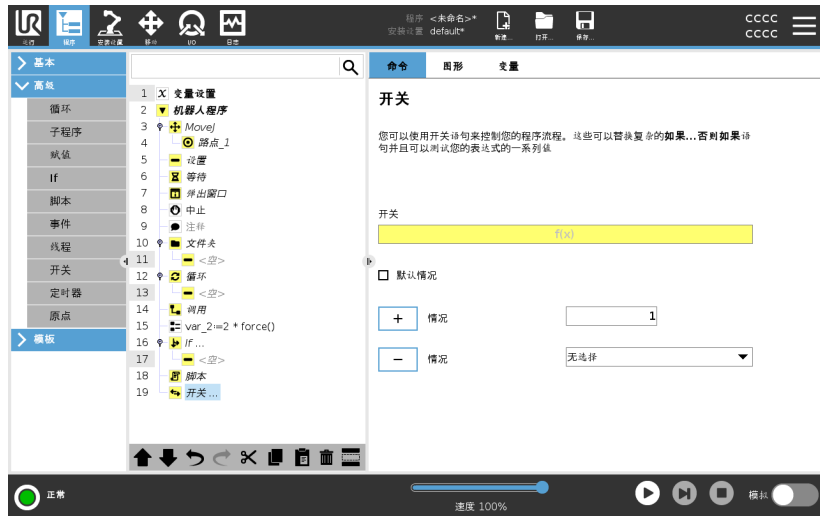 程序 <未命名>*
安装设置 default*
CCCC
CCCC
运行
程序
安装设置
移动
I/O
日志
新建...
打开...
保存...
基本
高级
循环
子程序
赋值
If
脚本
事件
线程
开关
定时器
原点
模板
1 X 变量设置
2 机器人程序
3 MoveJ
4 路点_1
5 设置
6 等待
7 弹出窗口
8 中止
9 注释
10 文件夹
11 <空>
12 循环
13 <空>
14 调用
15 var_2:=2 * force()
16 If ...
17 <空>
18 脚本
19 开关 ...
命令 图形 变量
开关
您可以使用开关语句来控制您的程序流程。这些可以替换复杂的如果...否则如果语
句并且可以测试您的表达式的一系列值
开关
f(x)
默认情况
+ 情况 1
− 情况 无选择
正常
速度 100%
模拟